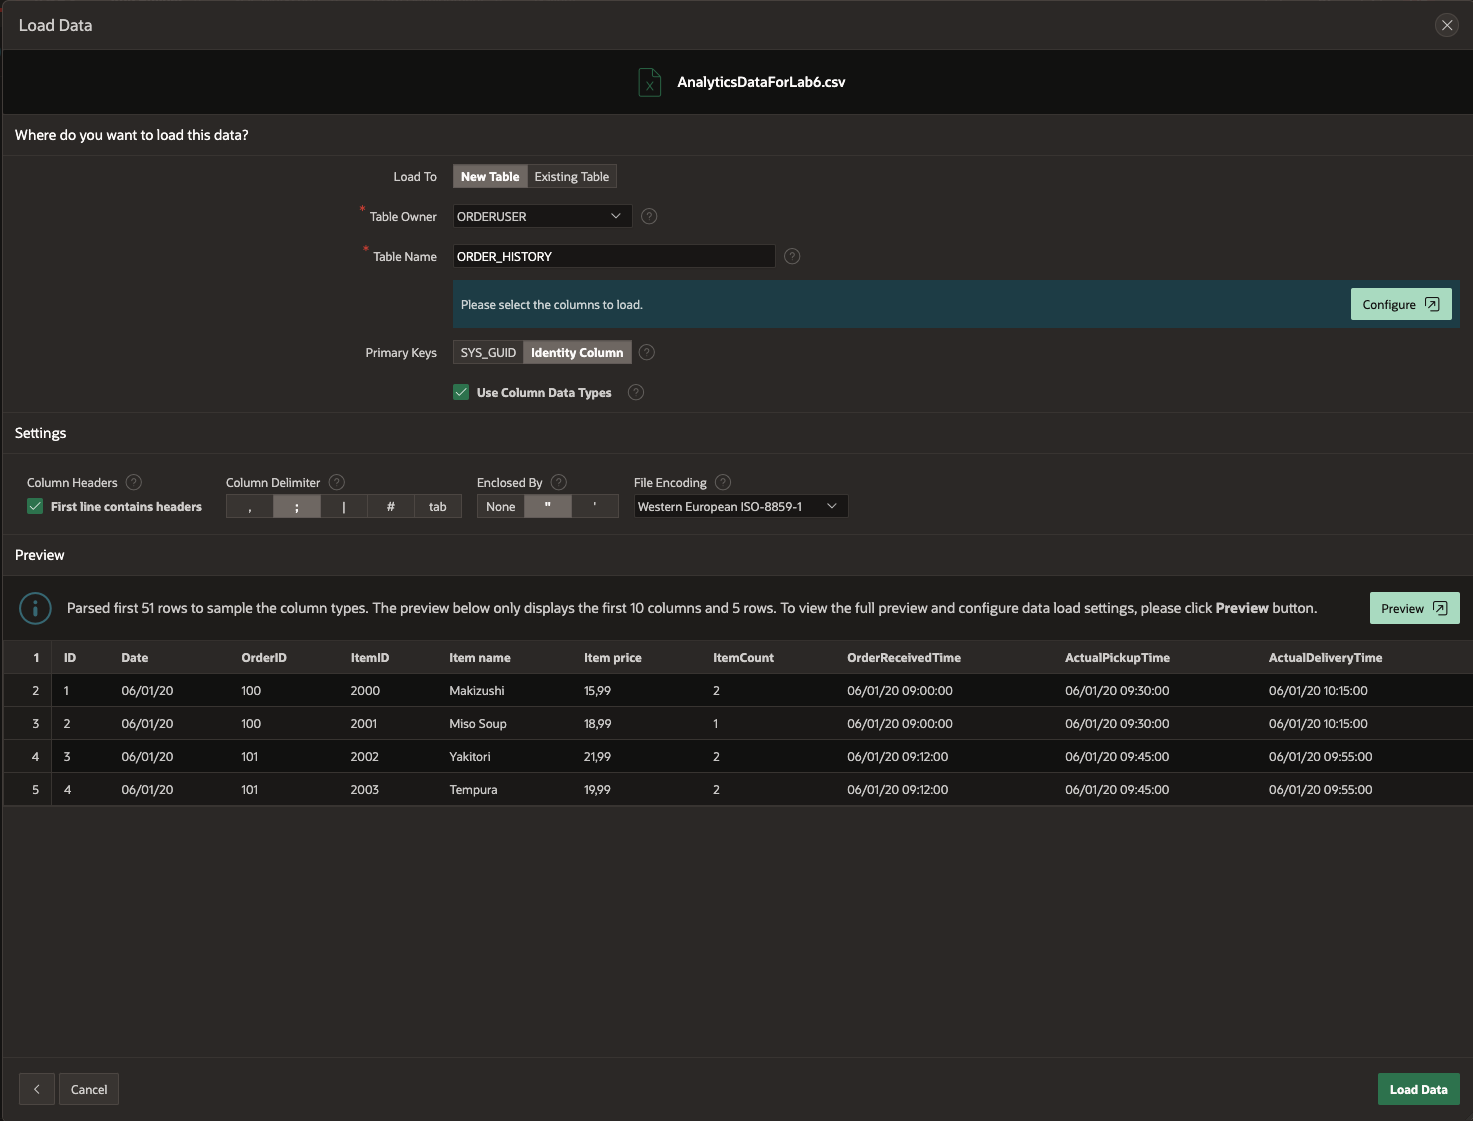 Load Data
AnalyticsDataForLab6.csv
Where do you want to load this data?
Load To New Table Existing Table
* Table Owner ORDERUSER ?
* Table Name ORDER_HISTORY ?
Please select the columns to load. Configure
Primary Keys SYS_GUID Identity Column ?
Use Column Data Types ?
Settings
Column Headers ? Column Delimiter ? Enclosed By ? File Encoding ?
First line contains headers , ; | # tab None " ' Western European ISO-8859-1
Preview
Parsed first 51 rows to sample the column types. The preview below only displays the first 10 columns and 5 rows. To view the full preview and configure data load settings, please click Preview button. Preview
1 ID Date OrderID ItemID Item name Item price ItemCount OrderReceivedTime ActualPickupTime ActualDeliveryTime
2 1 06/01/20 100 2000 Makizushi 15,99 2 06/01/20 09:00:00 06/01/20 09:30:00 06/01/20 10:15:00
3 2 06/01/20 100 2001 Miso Soup 18,99 1 06/01/20 09:00:00 06/01/20 09:30:00 06/01/20 10:15:00
4 3 06/01/20 101 2002 Yakitori 21,99 2 06/01/20 09:12:00 06/01/20 09:45:00 06/01/20 09:55:00
5 4 06/01/20 101 2003 Tempura 19,99 2 06/01/20 09:12:00 06/01/20 09:45:00 06/01/20 09:55:00
Cancel Load Data